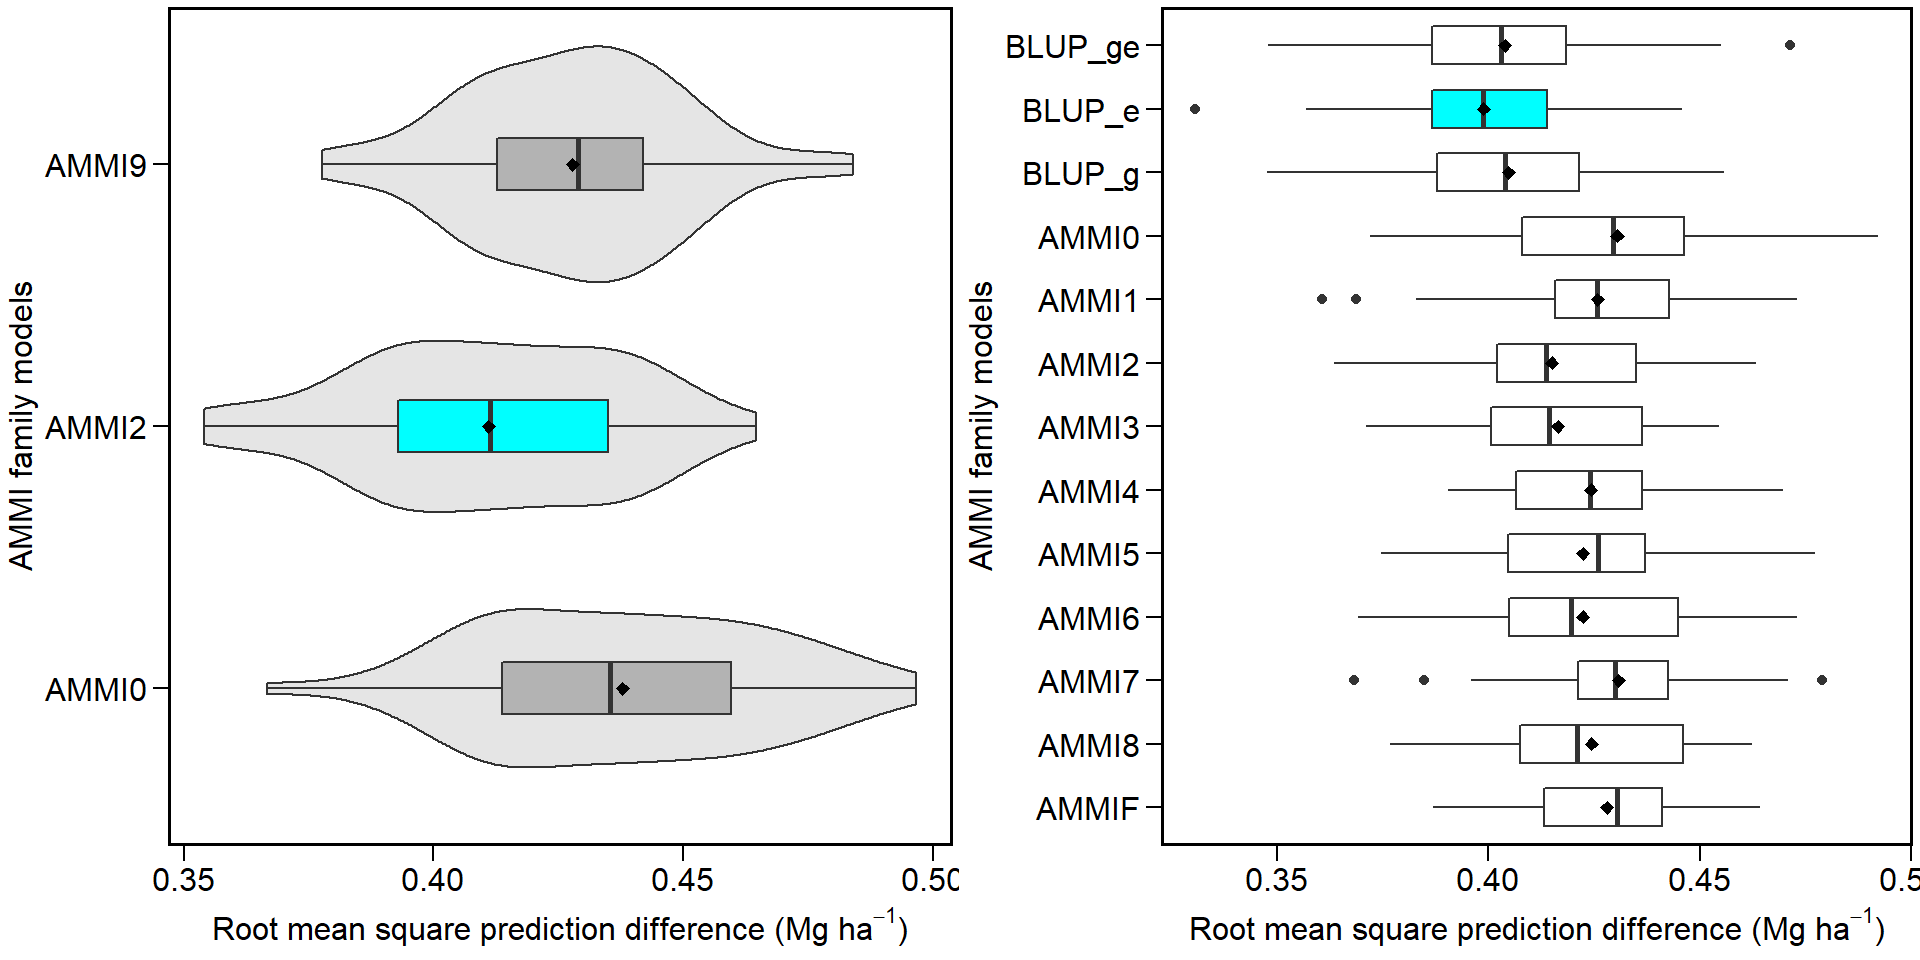 AMMI family models
AMMI9
AMMI2
AMMI0
0.35 0.40 0.45 0.50
Root mean square prediction difference (Mg ha⁻¹)
AMMI family models
BLUP_ge
BLUP_e
BLUP_g
AMMI0
AMMI1
AMMI2
AMMI3
AMMI4
AMMI5
AMMI6
AMMI7
AMMI8
AMMIF
0.35 0.40 0.45 0.5
Root mean square prediction difference (Mg ha⁻¹)